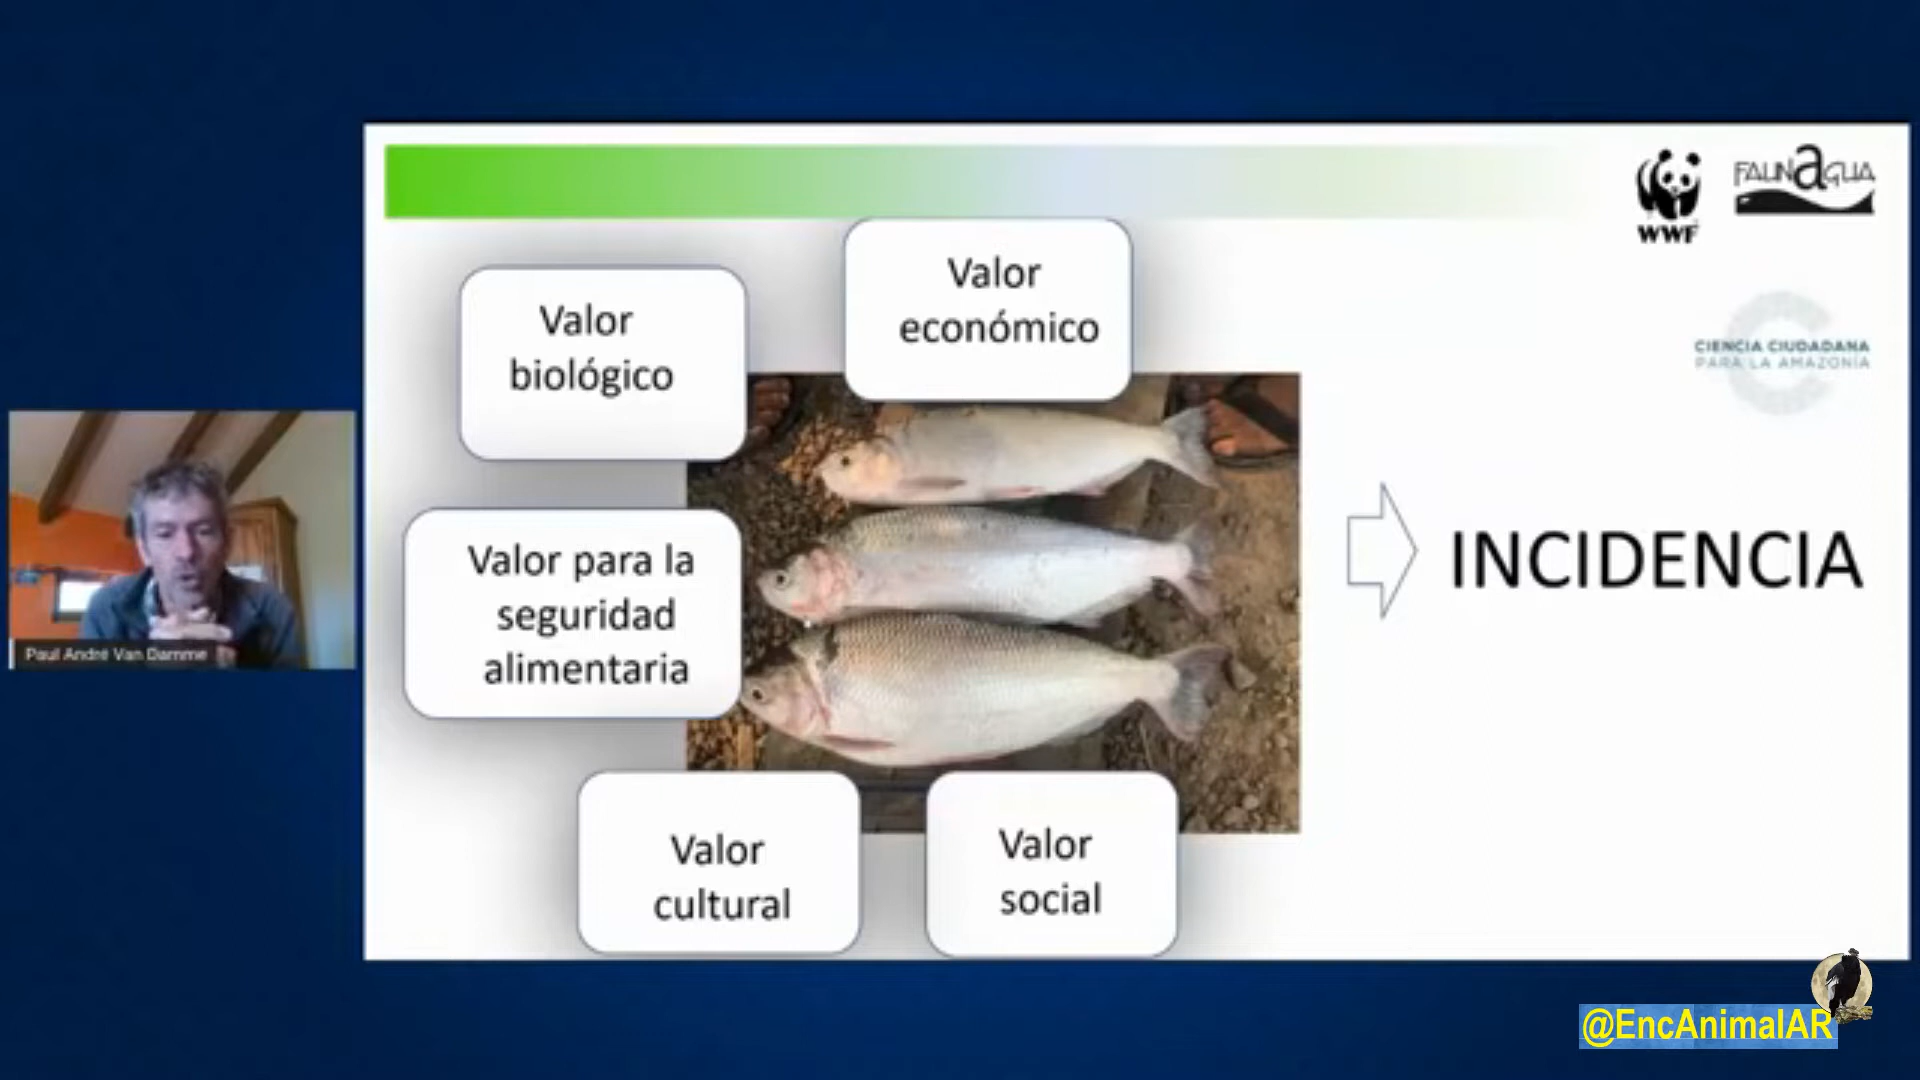 WWF
FAUNAGUA
Valor
económico
Valor
biológico
CIENCIA CIUDADANA
PARA LA AMAZONÍA
Valor para la
seguridad
alimentaria
INCIDENCIA
Paul André Van Damme
Valor
cultural
Valor
social
@EncAnimalAR